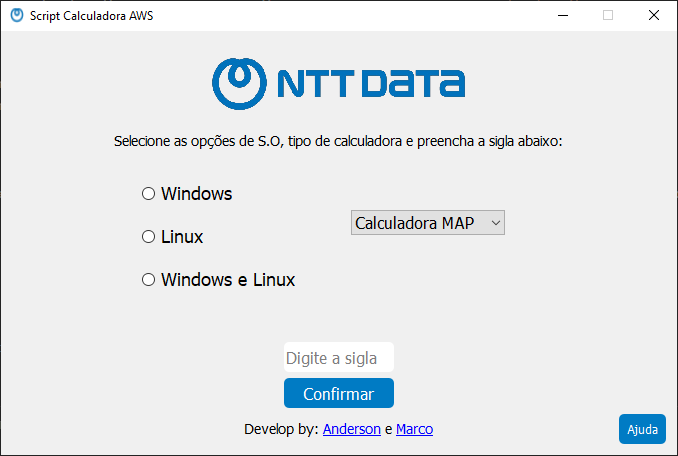 Script Calculadora AWS
NTT DATA
Selecione as opções de S.O, tipo de calculadora e preencha a sigla abaixo:
Windows
Calculadora MAP
Linux
Windows e Linux
Digite a sigla
Confirmar
Develop by: Anderson e Marco
Ajuda